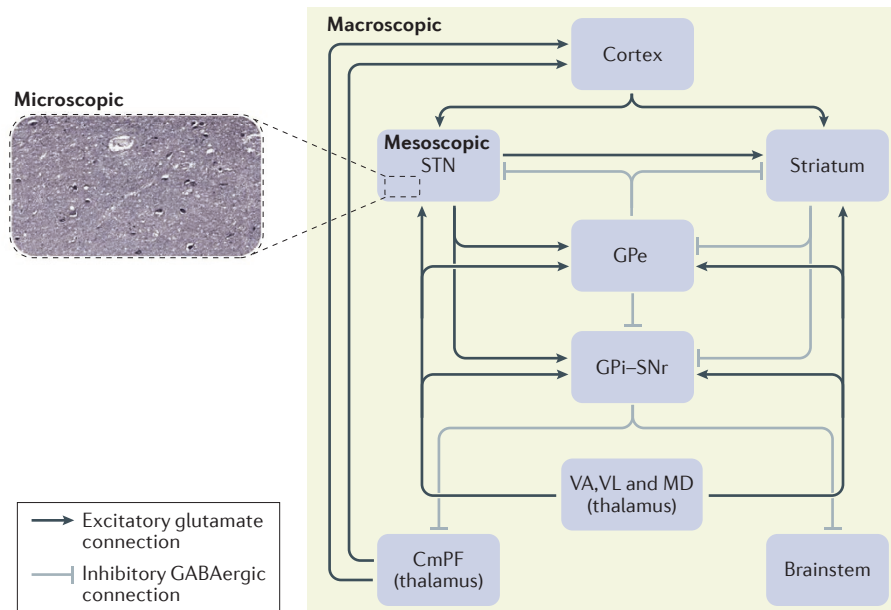 Macroscopic
Cortex
Microscopic
Mesoscopic
STN
Striatum
GPe
GPi–SNr
VA,VL and MD
(thalamus)
Excitatory glutamate
connection
Inhibitory GABAergic
connection
CmPF
(thalamus)
Brainstem